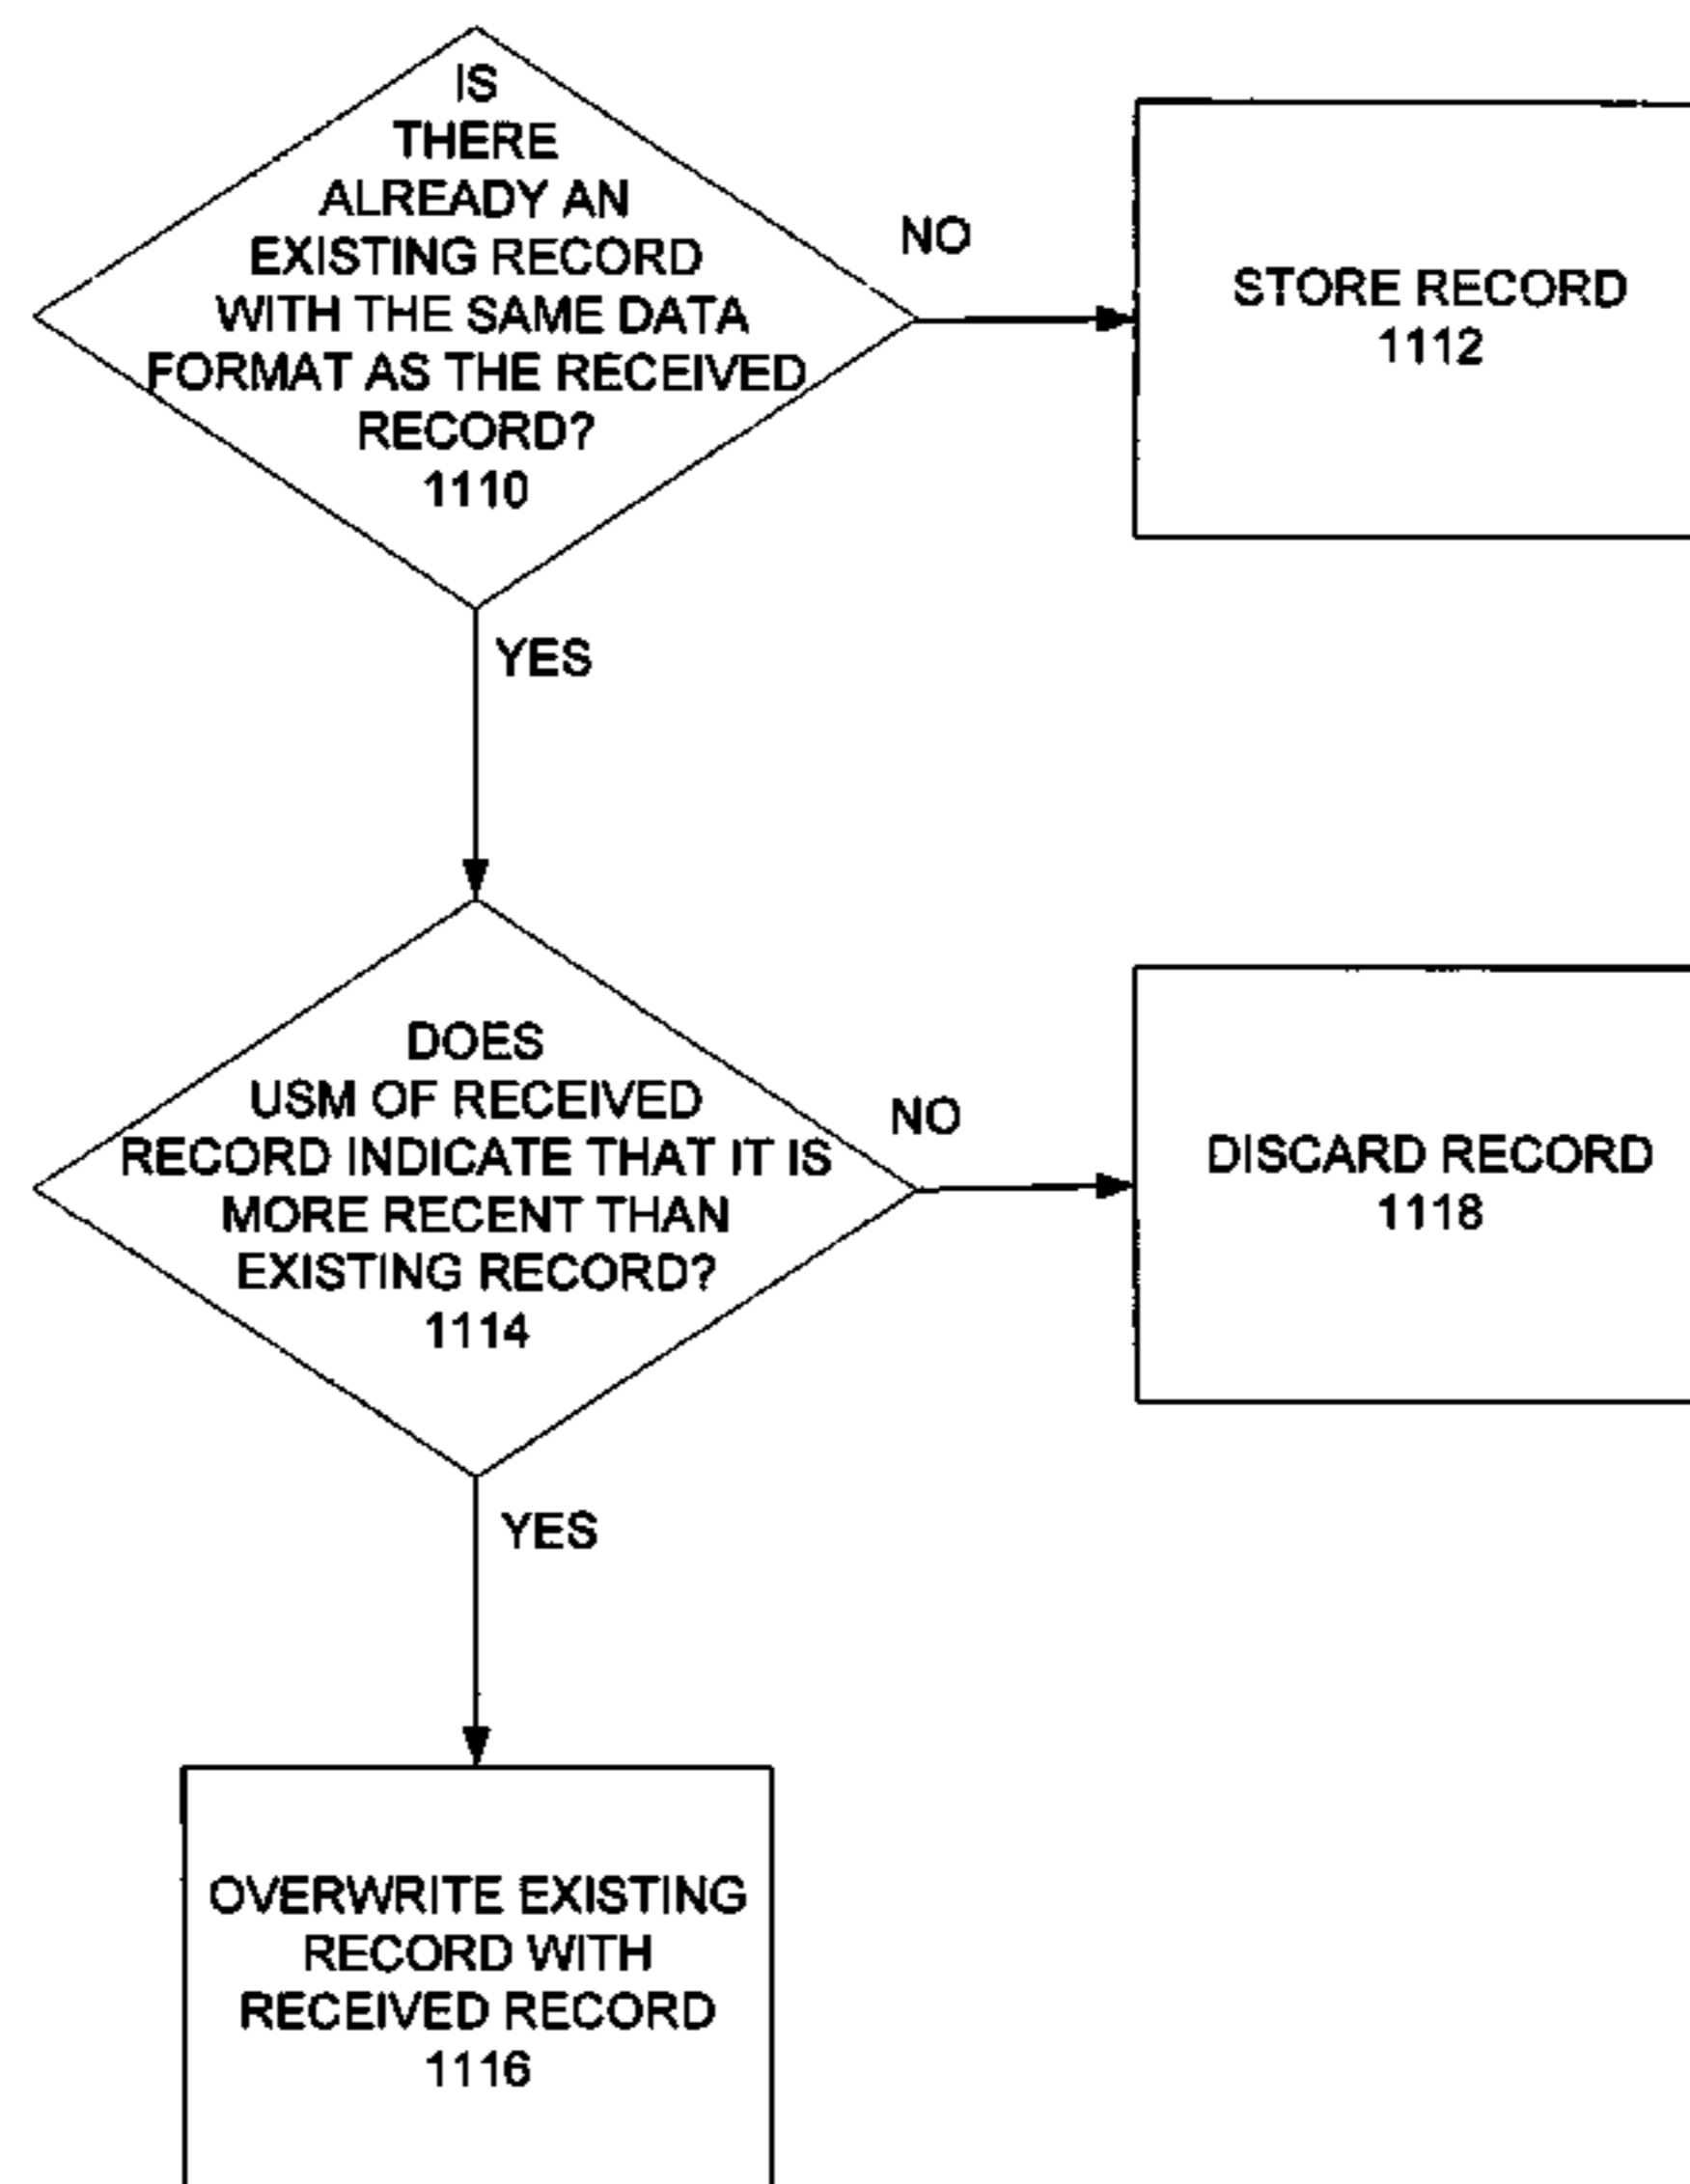 IS
THERE
ALREADY AN
EXISTING RECORD
WITH THE SAME DATA
FORMAT AS THE RECEIVED
RECORD?
1110
NO
STORE RECORD
1112
YES
DOES
USM OF RECEIVED
RECORD INDICATE THAT IT IS
MORE RECENT THAN
EXISTING RECORD?
1114
NO
DISCARD RECORD
1118
YES
OVERWRITE EXISTING
RECORD WITH
RECEIVED RECORD
1116